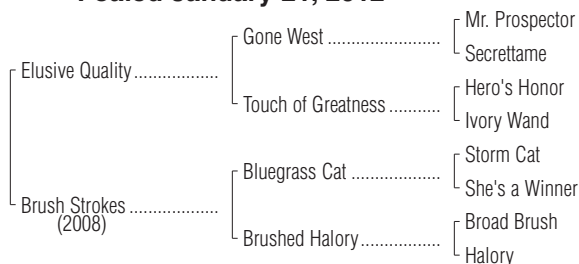 Foaled January 21, 2012
Mr. Prospector
Gone West
Secrettame
Elusive Quality
Hero's Honor
Touch of Greatness
Ivory Wand
Storm Cat
Bluegrass Cat
She's a Winner
Brush Strokes
(2008)
Broad Brush
Brushed Halory
Halory